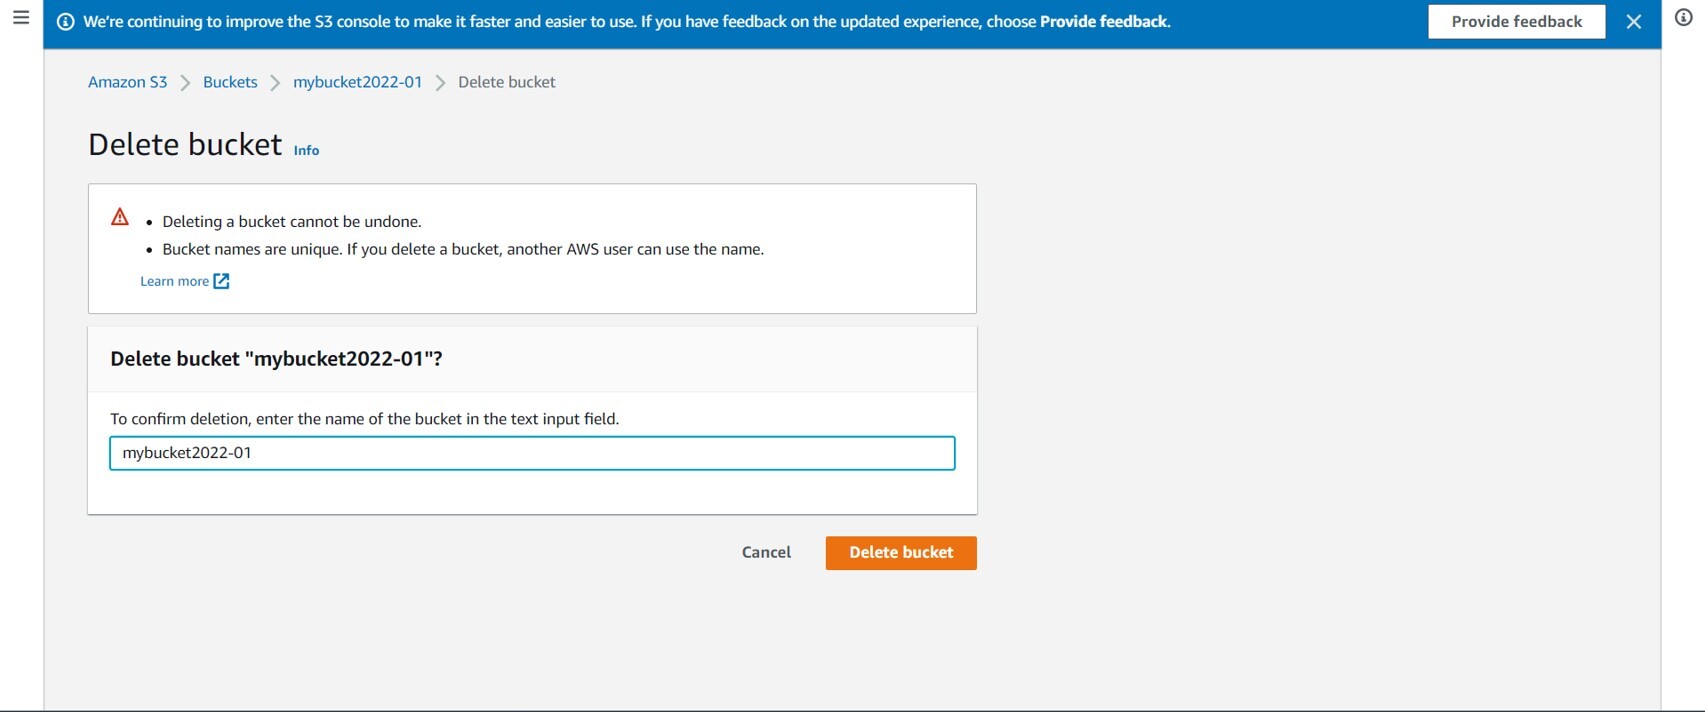 We're continuing to improve the S3 console to make it faster and easier to use. If you have feedback on the updated experience, choose Provide feedback.
Provide feedback
Amazon S3 > Buckets > mybucket2022-01 > Delete bucket
Delete bucket Info
• Deleting a bucket cannot be undone.
• Bucket names are unique. If you delete a bucket, another AWS user can use the name.
Learn more
Delete bucket "mybucket2022-01"?
To confirm deletion, enter the name of the bucket in the text input field.
mybucket2022-01
Cancel
Delete bucket